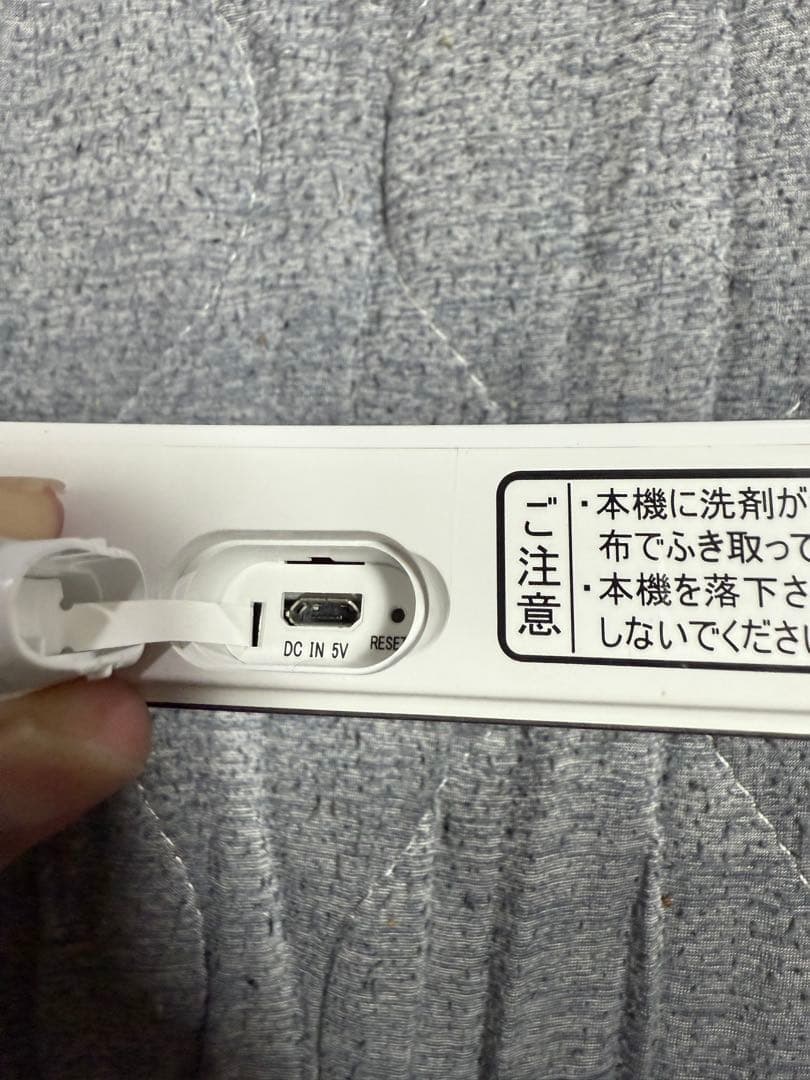 DC IN 5V
RESET
ご注意
・本機に洗剤が
布でふき取って
・本機を落下さ
しないでください